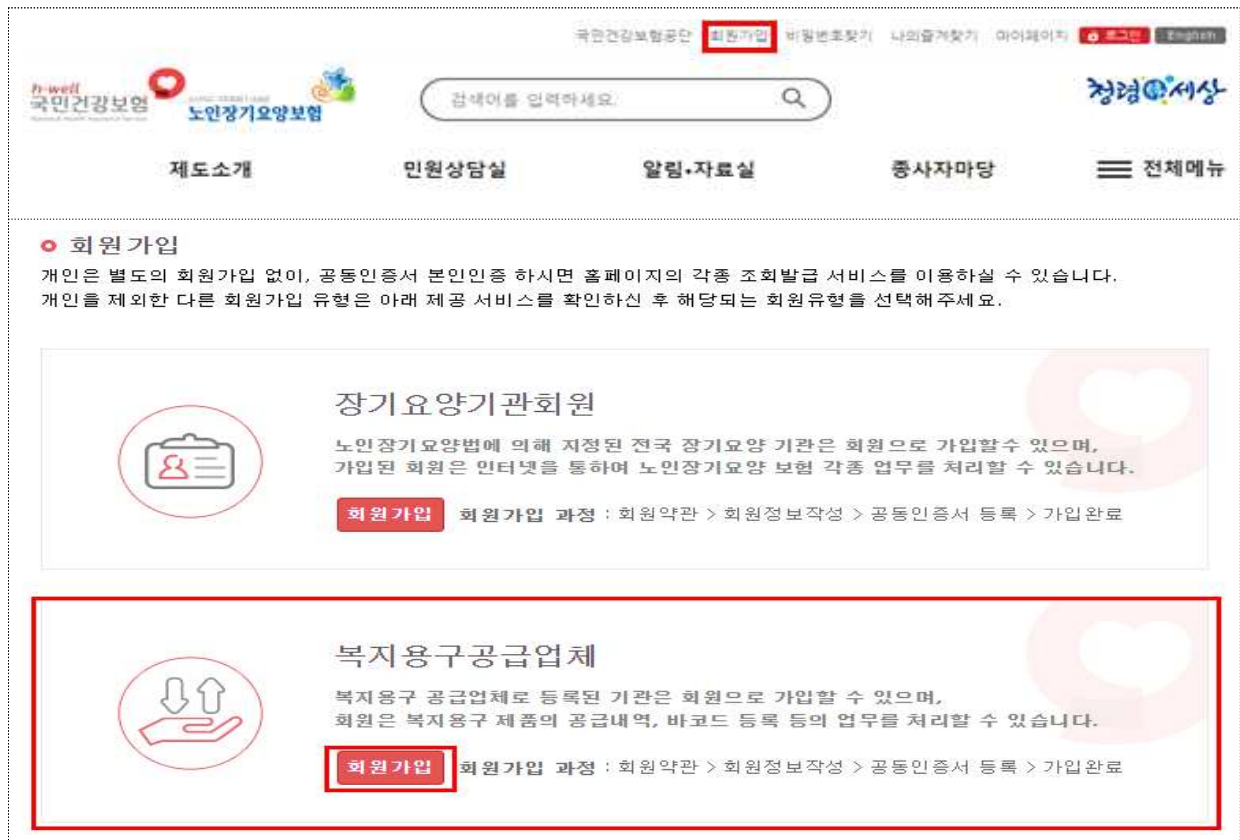 국민건강보험공단 회원가입 비밀번호찾기 나의즐겨찾기 마이페이지 로그인 English
h-well
국민건강보험
노인장기요양보험
검색어를 입력하세요.
청렴 세상
제도소개 민원상담실 알림•자료실 종사자마당 전체메뉴
회원가입
개인은 별도의 회원가입 없이, 공동인증서 본인인증 하시면 홈페이지의 각종 조회발급 서비스를 이용하실 수 있습니다.
개인을 제외한 다른 회원가입 유형은 아래 제공 서비스를 확인하신 후 해당되는 회원유형을 선택해주세요.
장기요양기관회원
노인장기요양법에 의해 지정된 전국 장기요양 기관은 회원으로 가입할수 있으며,
가입된 회원은 인터넷을 통하여 노인장기요양 보험 각종 업무를 처리할 수 있습니다.
회원가입 회원가입 과정 : 회원약관 > 회원정보작성 > 공동인증서 등록 > 가입완료
복지용구공급업체
복지용구 공급업체로 등록된 기관은 회원으로 가입할 수 있으며,
회원은 복지용구 제품의 공급내역, 바코드 등록 등의 업무를 처리할 수 있습니다.
회원가입 회원가입 과정 : 회원약관 > 회원정보작성 > 공동인증서 등록 > 가입완료